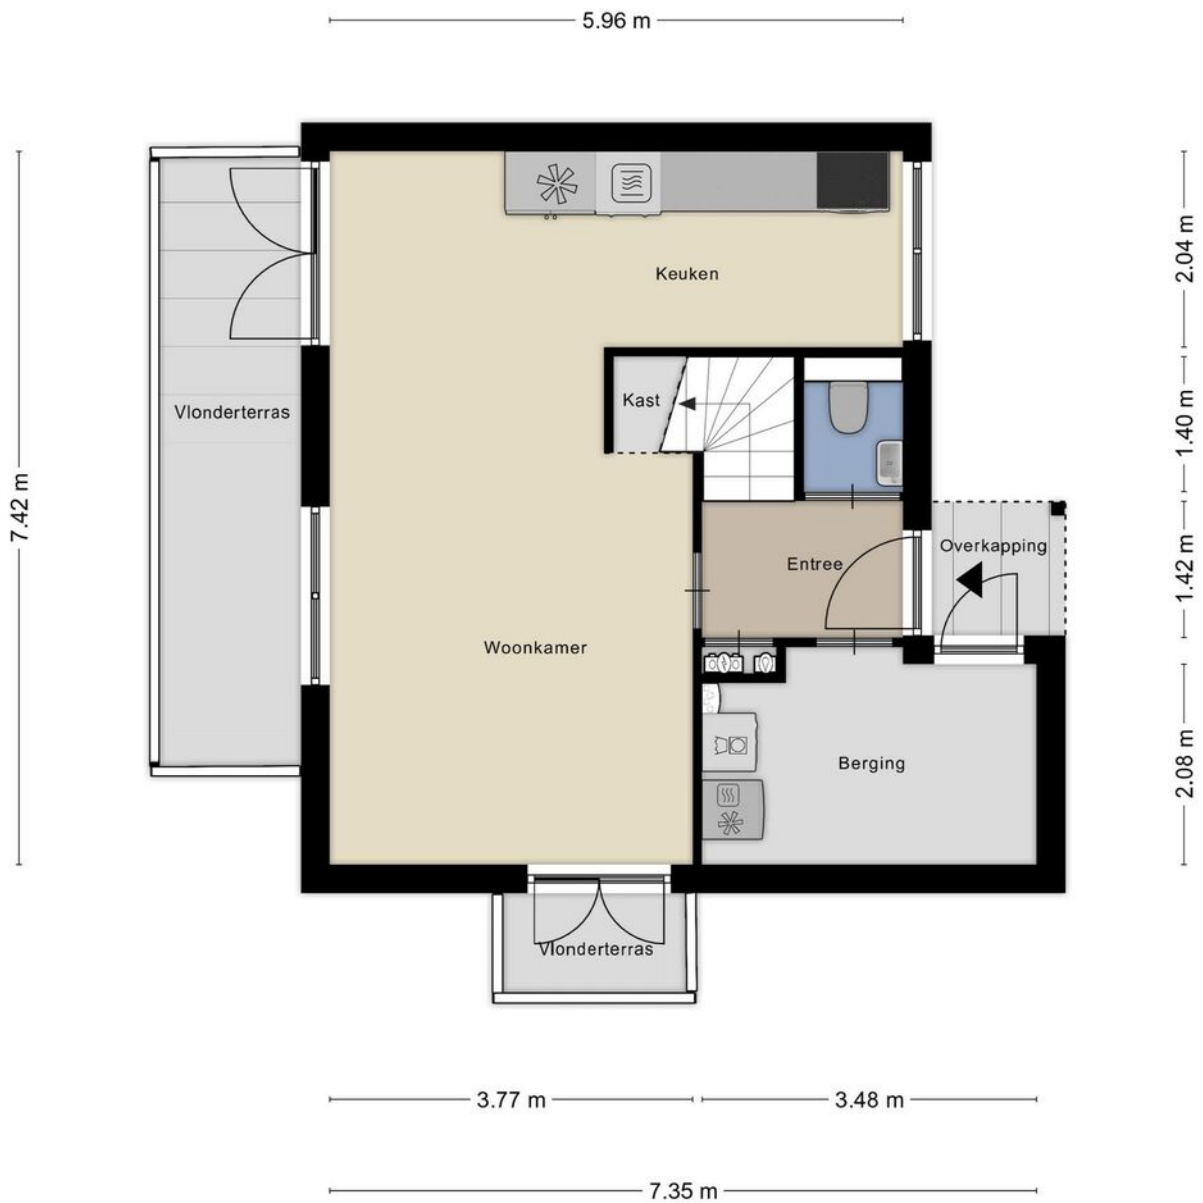 5.96 m
Keuken
2.04 m
Kast
Vlonderterras
1.40 m
7.42 m
Overkapping
Entree
1.42 m
Woonkamer
Berging
2.08 m
Vlonderterras
3.77 m
3.48 m
7.35 m